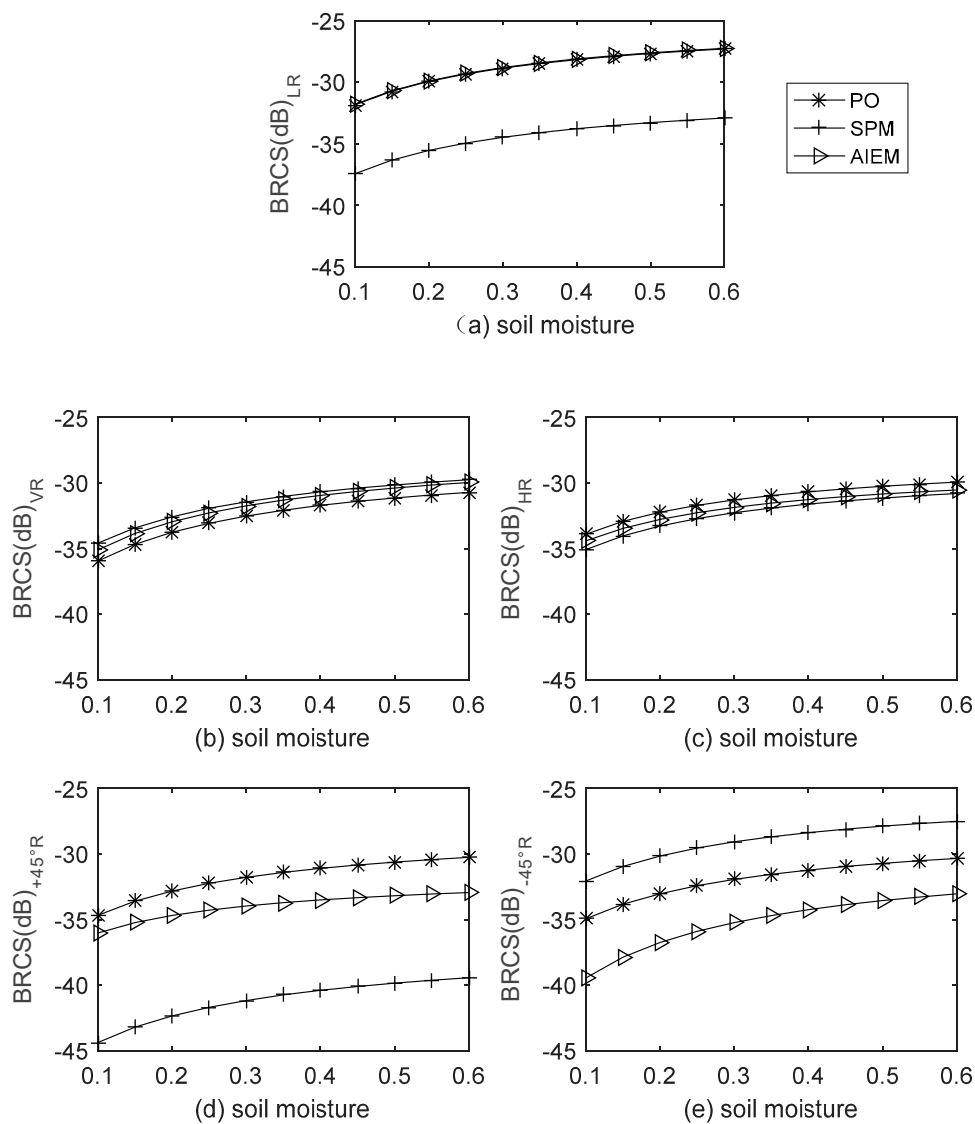 -25
-30
-35
-40
-45
BRCS(dB)LR
0.1 0.2 0.3 0.4 0.5 0.6
(a) soil moisture
PO
SPM
AIEM
-25
-30
-35
-40
-45
BRCS(dB)VR
0.1 0.2 0.3 0.4 0.5 0.6
(b) soil moisture
-25
-30
-35
-40
-45
BRCS(dB)HR
0.1 0.2 0.3 0.4 0.5 0.6
(c) soil moisture
-25
-30
-35
-40
-45
BRCS(dB)+45°R
0.1 0.2 0.3 0.4 0.5 0.6
(d) soil moisture
-25
-30
-35
-40
-45
BRCS(dB)-45°R
0.1 0.2 0.3 0.4 0.5 0.6
(e) soil moisture